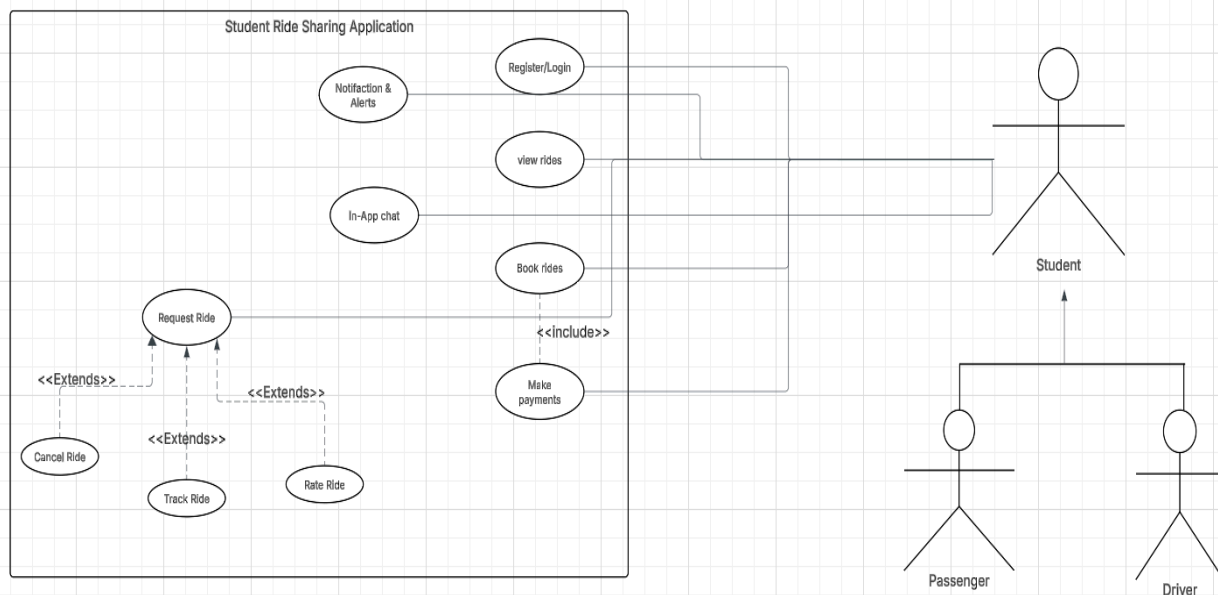 Student Ride Sharing Application
Register/Login
Notifaction &
Alerts
view rides
In-App chat
Student
Book rides
Request Ride
<<include>>
<<Extends>>
<<Extends>>
Make
payments
<<Extends>>
Cancel Ride
Track Ride
Rate Ride
Passenger
Driver